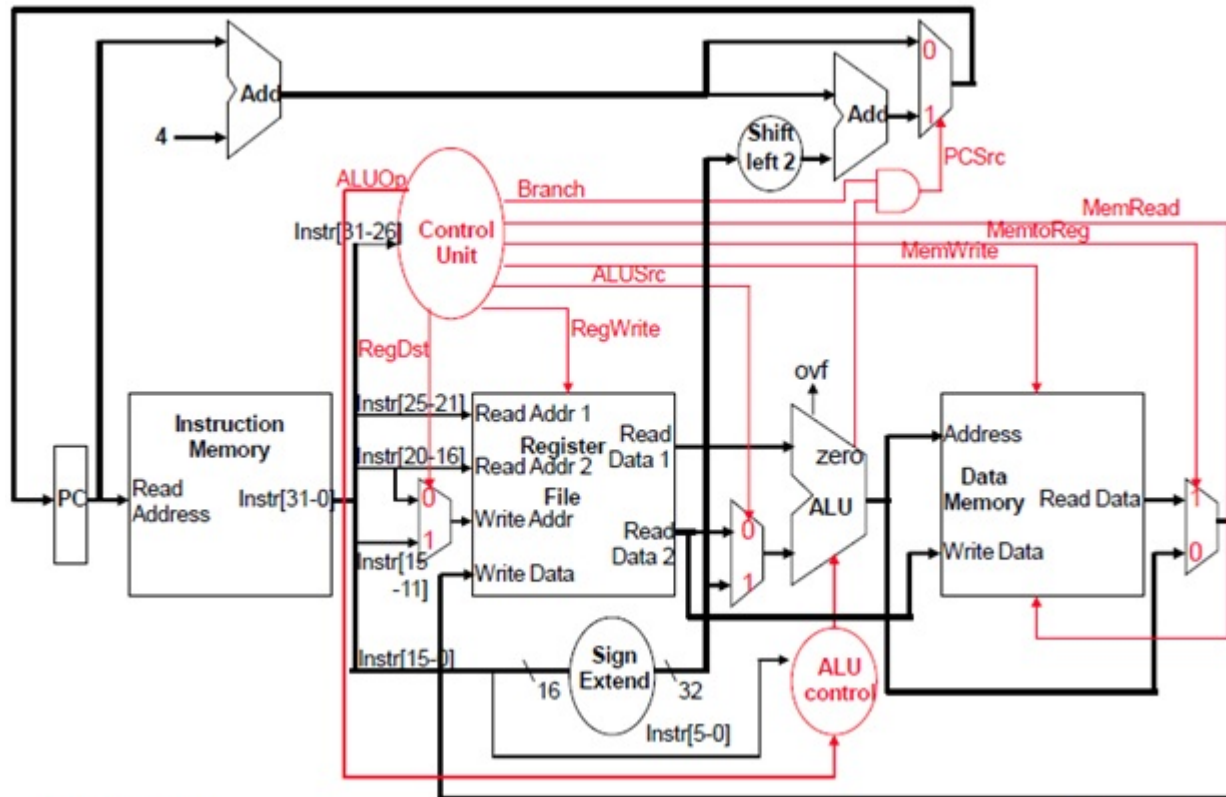 Add
4
0
1
Add
Shift
left 2
PCSrc
ALUOp
Branch
MemRead
Instr[31-26]
Control
Unit
MemtoReg
MemWrite
ALUSrc
RegWrite
RegDst
ovf
Instruction
Memory
PC
Read
Address
Instr[31-0]
Instr[25-21]
Instr[20-16]
Instr[15
-11]
0
1
Read Addr 1
Register
Read Addr 2
File
Write Addr
Write Data
Read
Data 1
Read
Data 2
0
1
zero
ALU
Address
Data
Memory
Read Data
Write Data
1
0
Instr[15-0]
16
Sign
Extend
32
ALU
control
Instr[5-0]